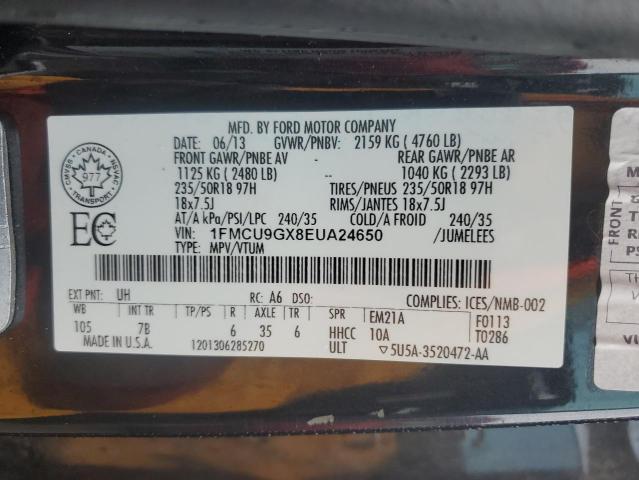 MFD. BY FORD MOTOR COMPANY
DATE: 06/13 GVWR/PNBV: 2159 KG ( 4760 LB)
FRONT GAWR/PNBE AV -- REAR GAWR/PNBE AR
1125 KG ( 2480 LB) -- 1040 KG ( 2293 LB)
235/50R18 97H TIRES/PNEUS 235/50R18 97H
18x7.5J RIMS/JANTES 18x7.5J
AT/A kPa/PSI/LPC 240/35 COLD/A FROID 240/35
VIN: 1FMCU9GX8EUA24650 /JUMELEES
TYPE: MPV/VTUM
CMVSS · CANADA · NSVAC
977
TRANSPORT
EC
EXT PNT: UH RC: A6 DSO: COMPLIES: ICES/NMB-002
WB INT TR TP/PS R AXLE TR SPR EM21A F0113
105 7B 6 35 6 HHCC 10A T0286
1201306285270 ULT 5U5A-3520472-AA